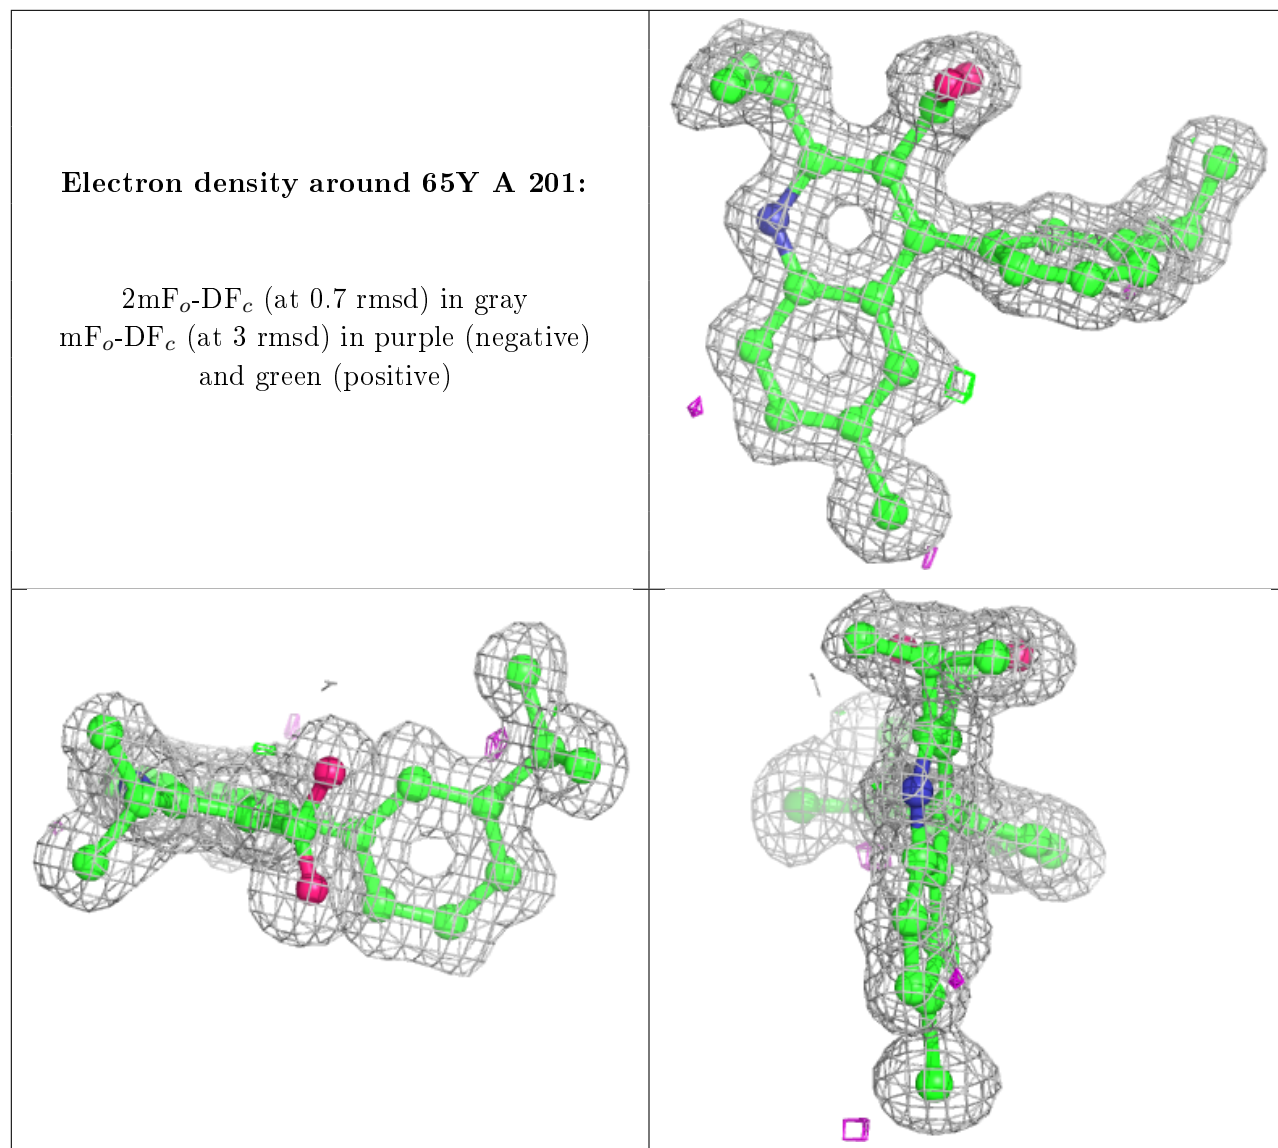 Electron density around 65Y A 201:
2mFₒ-DF𝒸 (at 0.7 rmsd) in gray
mFₒ-DF𝒸 (at 3 rmsd) in purple (negative)
and green (positive)